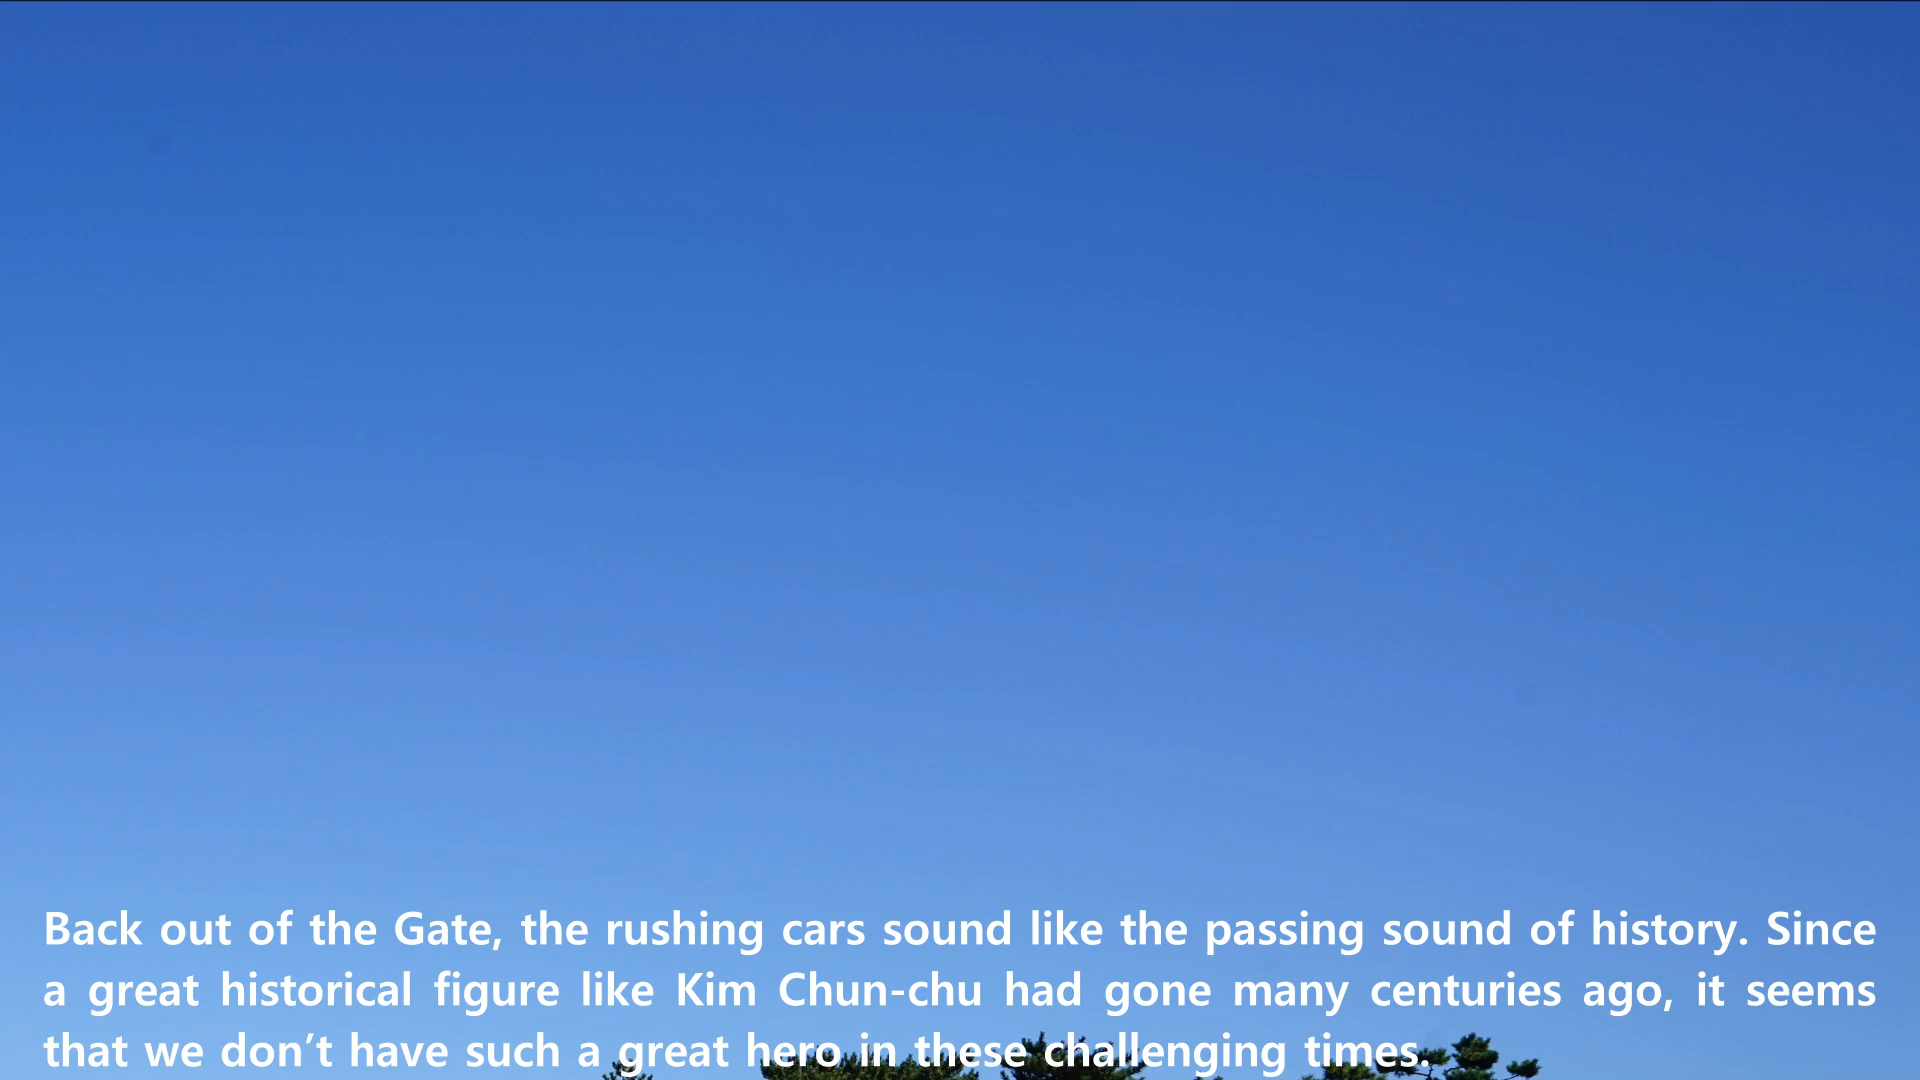 Back out of the Gate, the rushing cars sound like the passing sound of history. Since
a great historical figure like Kim Chun-chu had gone many centuries ago, it seems
that we don’t have such a great hero in these challenging times.